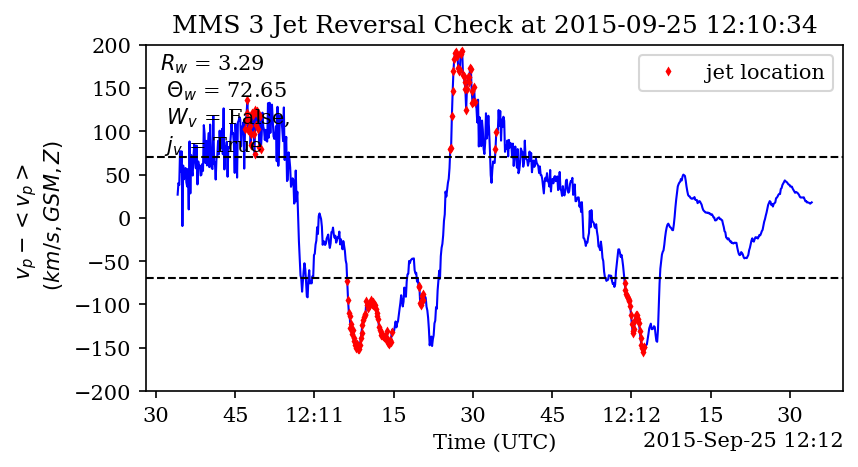 MMS 3 Jet Reversal Check at 2015-09-25 12:10:34
R_w = 3.29
Θ_w = 72.65
W_v = False,
j_v = True
jet location
v_p − < v_p >
(km/s, GSM, Z)
200
150
100
50
0
−50
−100
−150
−200
30 45 12:11 15 30 45 12:12 15 30
Time (UTC)
2015-Sep-25 12:12